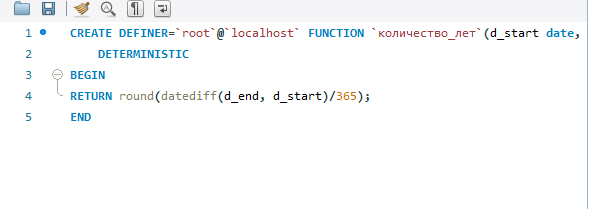 1 CREATE DEFINER=`root`@`localhost` FUNCTION `количество_лет`(d_start date,
2 DETERMINISTIC
3 BEGIN
4 RETURN round(datediff(d_end, d_start)/365);
5 END